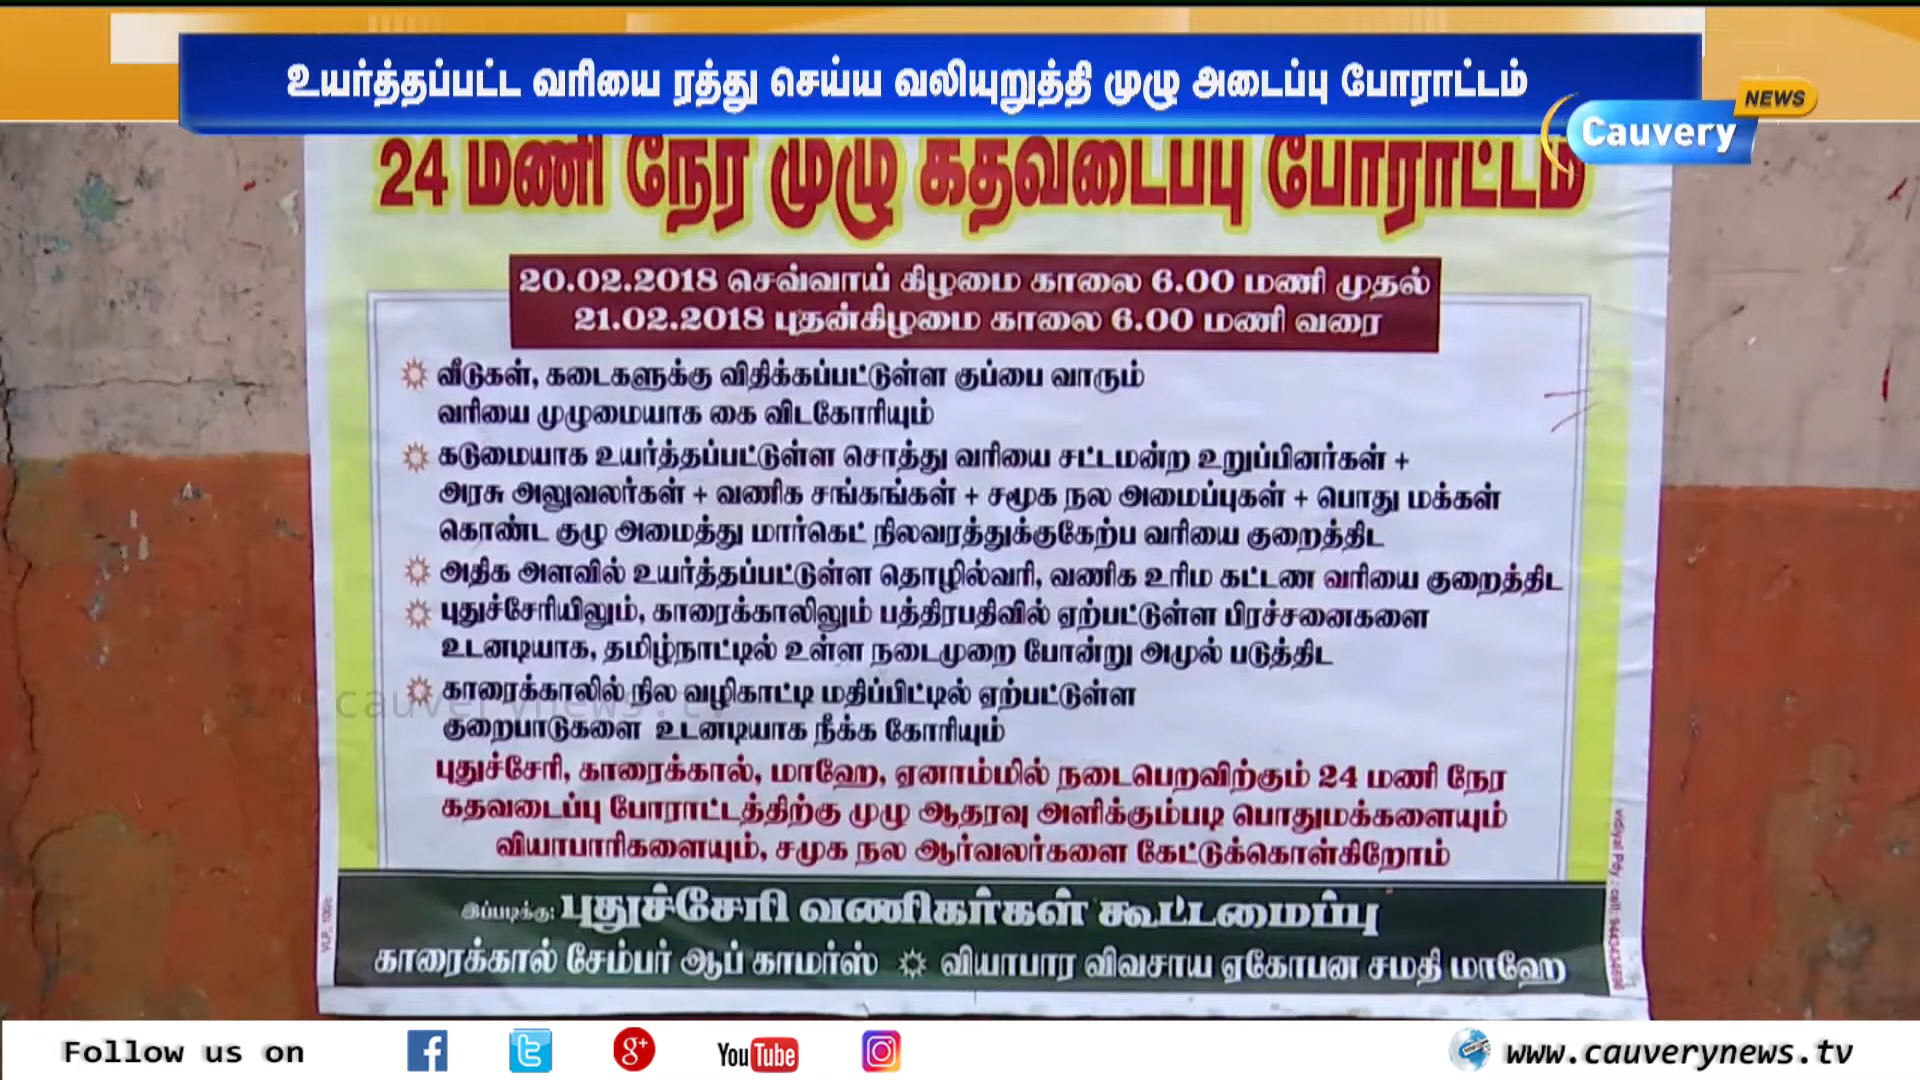 உயர்த்தப்பட்ட வரியை ரத்து செய்ய வலியுறுத்தி முழு அடைப்பு போராட்டம்
NEWS
Cauvery
24 மணி நேர முழு கதவடைப்பு போராட்டம்
20.02.2018 செவ்வாய் கிழமை காலை 6.00 மணி முதல்
21.02.2018 புதன்கிழமை காலை 6.00 மணி வரை
வீடுகள், கடைகளுக்கு விதிக்கப்பட்டுள்ள குப்பை வாரும்
வரியை முழுமையாக கை விடகோரியும்
கடுமையாக உயர்த்தப்பட்டுள்ள சொத்து வரியை சட்டமன்ற உறுப்பினர்கள் +
அரசு அலுவலர்கள் + வணிக சங்கங்கள் + சமூக நல அமைப்புகள் + பொது மக்கள்
கொண்ட குழு அமைத்து மார்கெட் நிலவரத்துக்குகேற்ப வரியை குறைத்திட
அதிக அளவில் உயர்த்தப்பட்டுள்ள தொழில்வரி, வணிக உரிம கட்டண வரியை குறைத்திட
புதுச்சேரியிலும், காரைக்காலிலும் பத்திரபதிவில் ஏற்பட்டுள்ள பிரச்சனைகளை
உடனடியாக, தமிழ்நாட்டில் உள்ள நடைமுறை போன்று அமுல் படுத்திட
காரைக்காலில் நில வழிகாட்டி மதிப்பிட்டில் ஏற்பட்டுள்ள
குறைபாடுகளை உடனடியாக நீக்க கோரியும்
cauverynews.tv
புதுச்சேரி, காரைக்கால், மாஹே, ஏனாம்மில் நடைபெறவிற்கும் 24 மணி நேர
கதவடைப்பு போராட்டத்திற்கு முழு ஆதரவு அளிக்கும்படி பொதுமக்களையும்
வியாபாரிகளையும், சமுக நல ஆர்வலர்களை கேட்டுக்கொள்கிறோம்
இப்படிக்கு: புதுச்சேரி வணிகர்கள் கூட்டமைப்பு
காரைக்கால் சேம்பர் ஆப் காமர்ஸ் வியாபார விவசாய ஏகோபன சமதி மாஹே
vidiyal Pdy : cell:
Follow us on
YouTube
www.cauverynews.tv